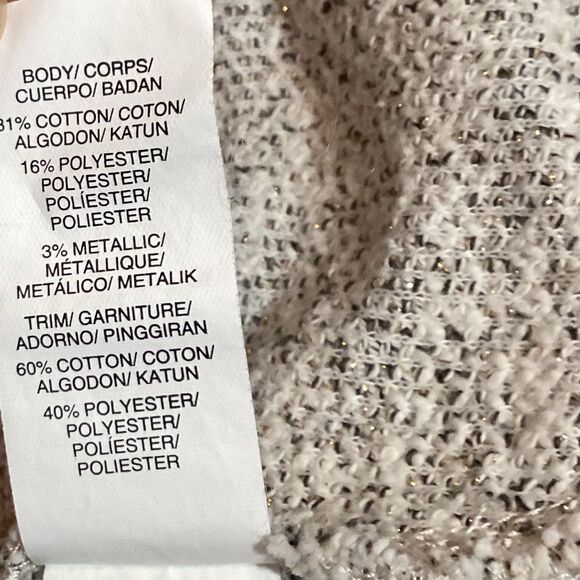 BODY/ CORPS/
CUERPO/ BADAN
81% COTTON/ COTON/
ALGODON/ KATUN
16% POLYESTER/
POLYESTER/
POLÍESTER/
POLIESTER
3% METALLIC/
MÉTALLIQUE/
METÁLICO/ METALIK
TRIM/ GARNITURE/
ADORNO/ PINGGIRAN
60% COTTON/ COTON/
ALGODON/ KATUN
40% POLYESTER/
POLYESTER/
POLÍESTER/
POLIESTER